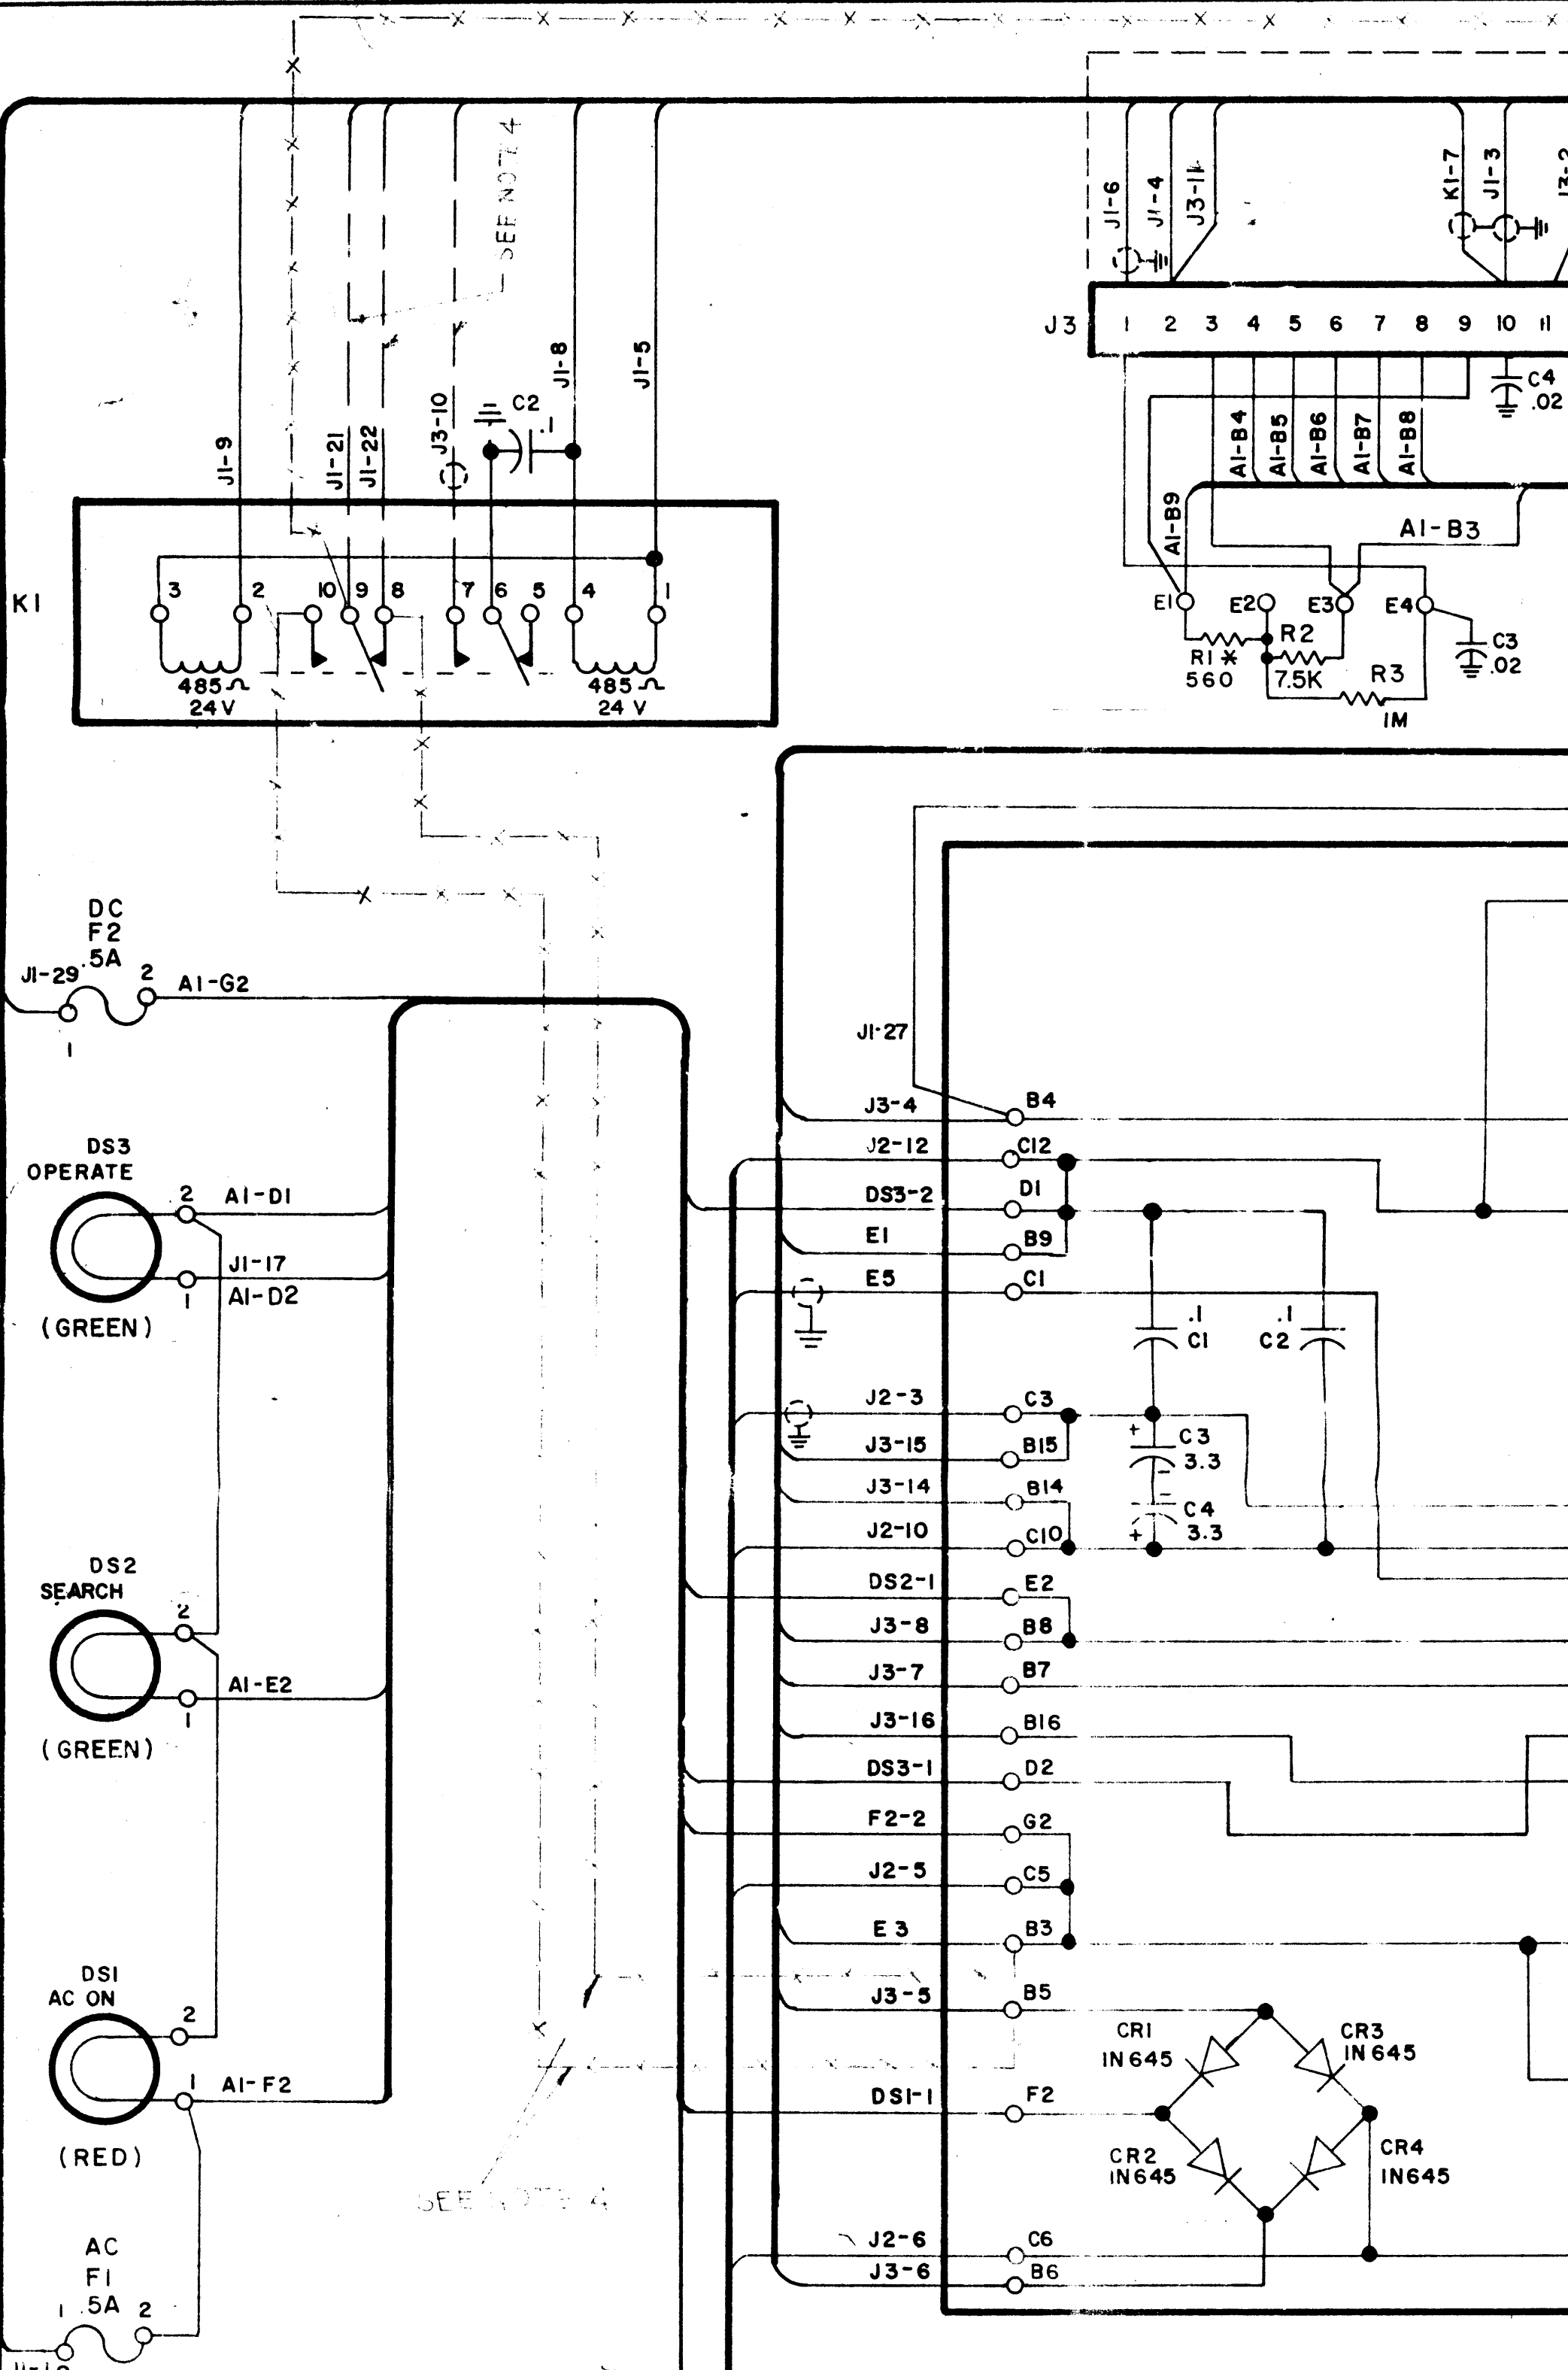 SEE NOTE 4
J1-6
J1-4
J3-11
K1-7
J1-3
J3-2
J3
1 2 3 4 5 6 7 8 9 10 11
C4
.02
J1-9
J1-21
J1-22
J3-10
C2
.1
J1-8
J1-5
A1-B9
A1-B4
A1-B5
A1-B6
A1-B7
A1-B8
A1-B3
K1
3 2 10 9 8 7 6 5 4 1
485Ω
24V
485Ω
24 V
E1
E2
E3
E4
R1 *
560
R2
7.5K
R3
1M
C3
.02
DC
F2
.5A
J1-29
2
A1-G2
1
J1-27
J3-4
B4
J2-12
C12
DS3
OPERATE
2
A1-D1
J1-17
A1-D2
1
(GREEN)
DS3-2
D1
E1
B9
E5
C1
.1
C1
.1
C2
J2-3
C3
J3-15
B15
+
C3
3.3
J3-14
B14
J2-10
C10
C4
3.3
+
DS2
SEARCH
2
A1-E2
1
(GREEN)
DS2-1
E2
J3-8
B8
J3-7
B7
J3-16
B16
DS3-1
D2
F2-2
G2
J2-5
C5
E3
B3
J3-5
B5
DS1
AC ON
2
1
A1-F2
(RED)
CR1
1N645
CR3
1N645
DS1-1
F2
CR2
1N645
CR4
1N645
SEE NOTE 4
J2-6
C6
J3-6
B6
AC
F1
.5A
1
2